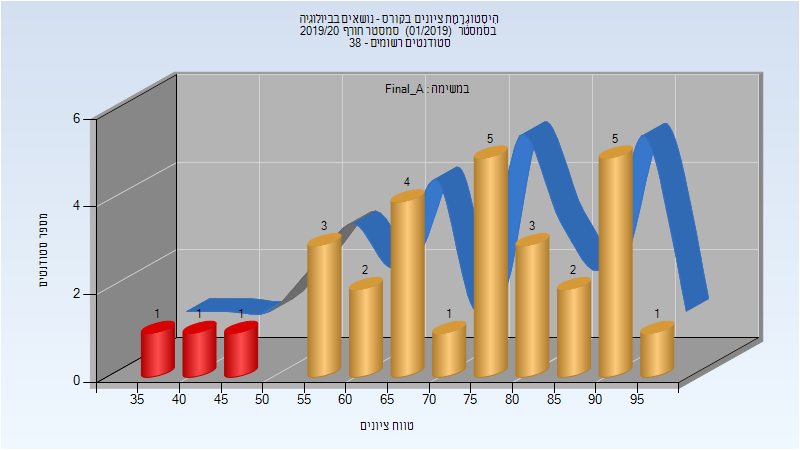 היסטוגרמת ציונים בקורס - נושאים בביולוגיה
בסמסטר (01/2019) סמסטר חורף 2019/20
סטודנטים רשומים - 38
במשימה : Final_A
מספר סטודנטים
6
4
2
0
1
1
1
3
2
4
1
5
3
2
5
1
35 40 45 50 55 60 65 70 75 80 85 90 95
טווח ציונים